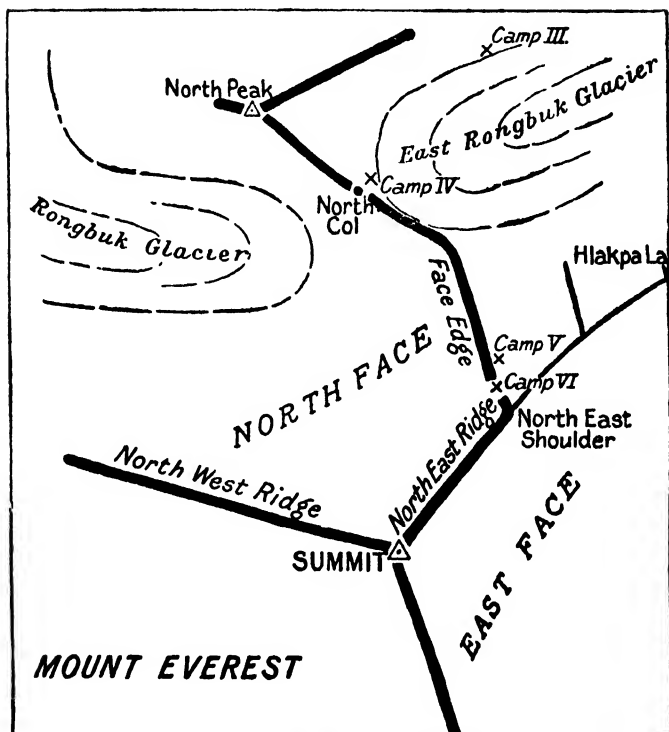 Camp III.
North Peak
East Rongbuk Glacier
Camp IV
North
Col
Rongbuk Glacier
Hlakpa La
Face Edge
Camp V
NORTH FACE
Camp VI
North East
Shoulder
North East Ridge
North West Ridge
SUMMIT
EAST FACE
MOUNT EVEREST